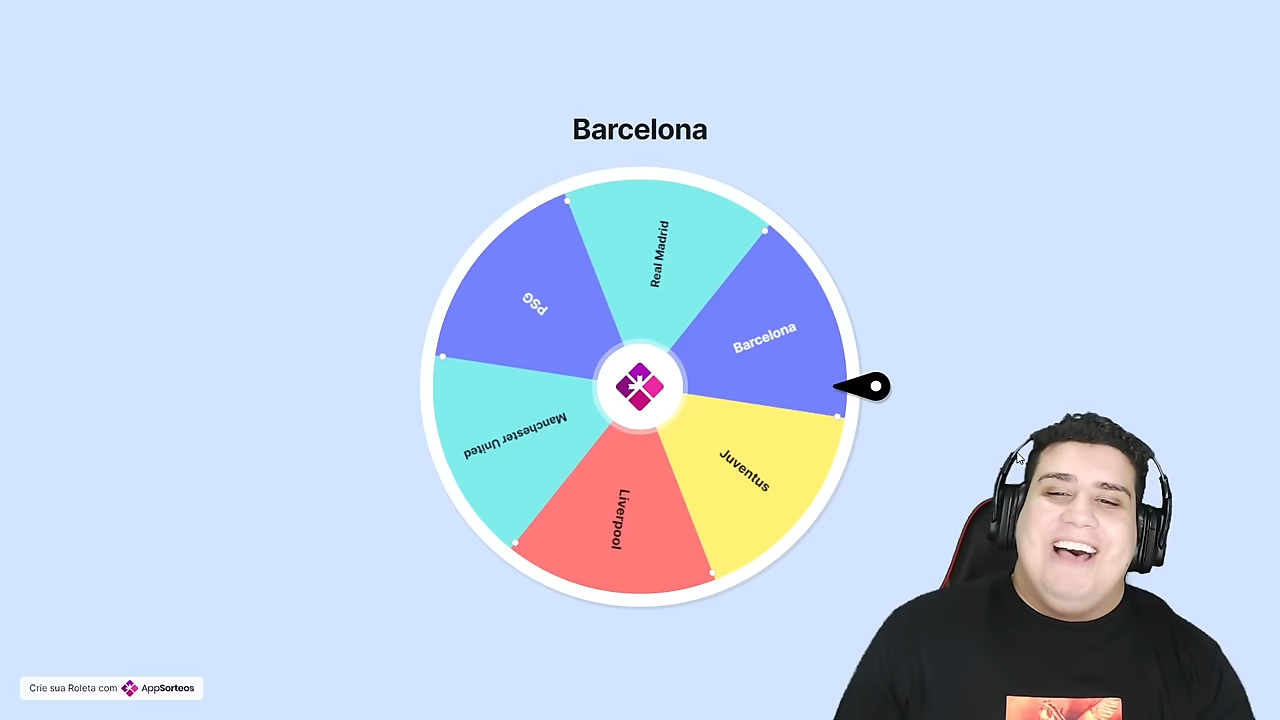 Barcelona
Real Madrid
Barcelona
PSG
Manchester United
Juventus
Liverpool
Crie sua Roleta com AppSorteos